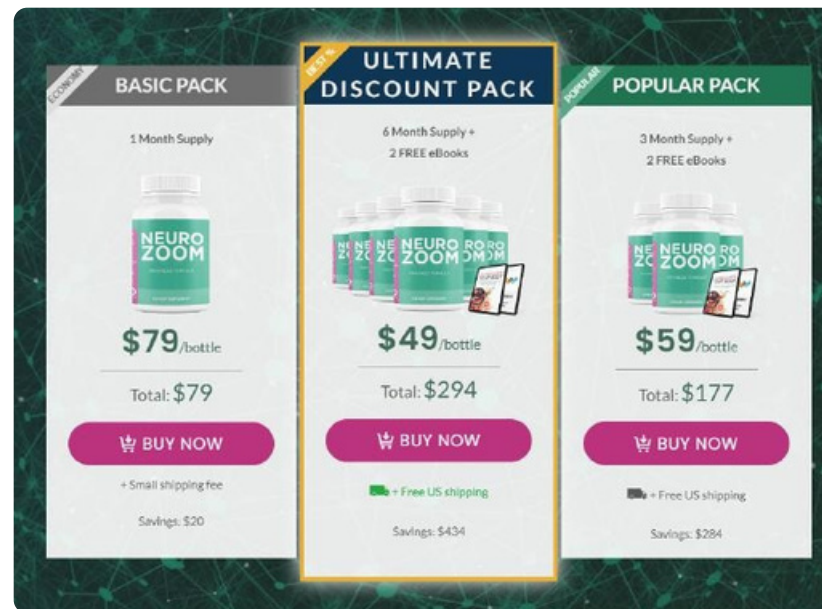 ECONOMY
BASIC PACK
1 Month Supply
NEURO
ZOOM
$79/bottle
Total: $79
BUY NOW
+ Small shipping fee
Savings: $20
BEST %
ULTIMATE
DISCOUNT PACK
6 Month Supply +
2 FREE eBooks
NEURO
ZOOM
$49/bottle
Total: $294
BUY NOW
+ Free US shipping
Savings: $434
POPULAR
POPULAR PACK
3 Month Supply +
2 FREE eBooks
NEURO
ZOOM
$59/bottle
Total: $177
BUY NOW
+ Free US shipping
Savings: $284